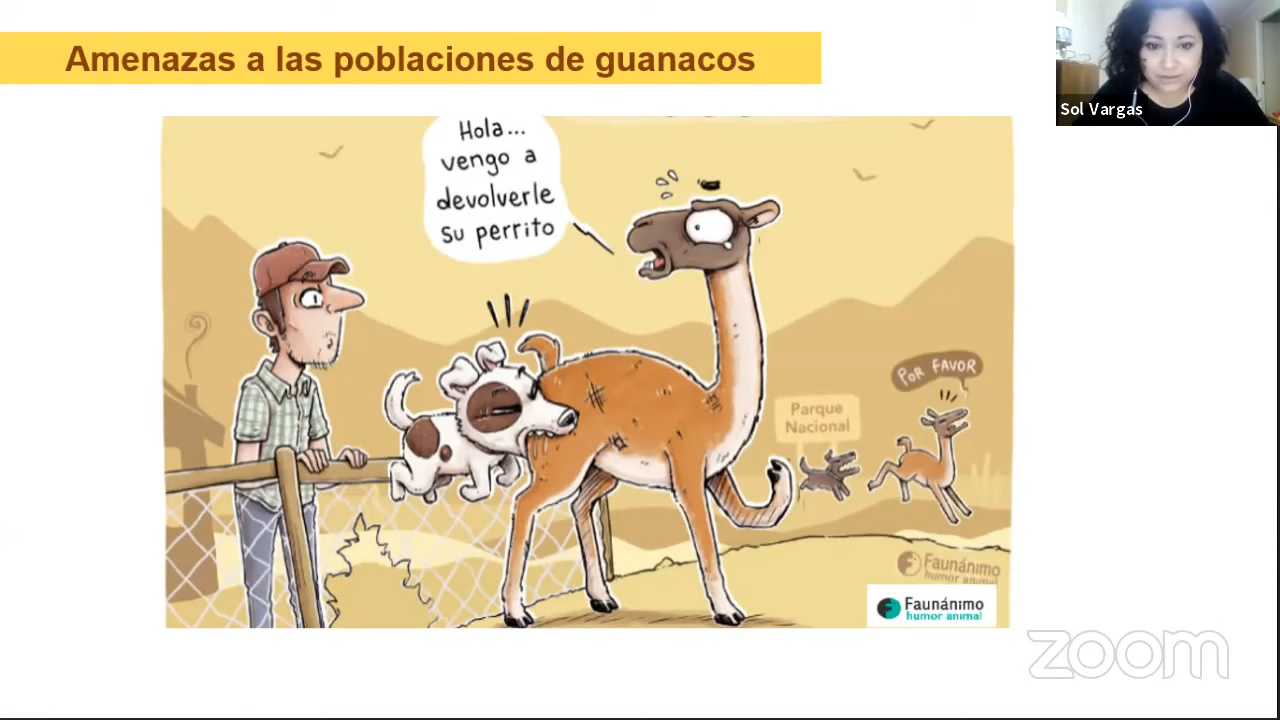 Amenazas a las poblaciones de guanacos
Sol Vargas
Hola...
vengo a
devolverle
su perrito
POR FAVOR
Parque
Nacional
Faunánimo
humor animal
Faunánimo
humor animal
zoom